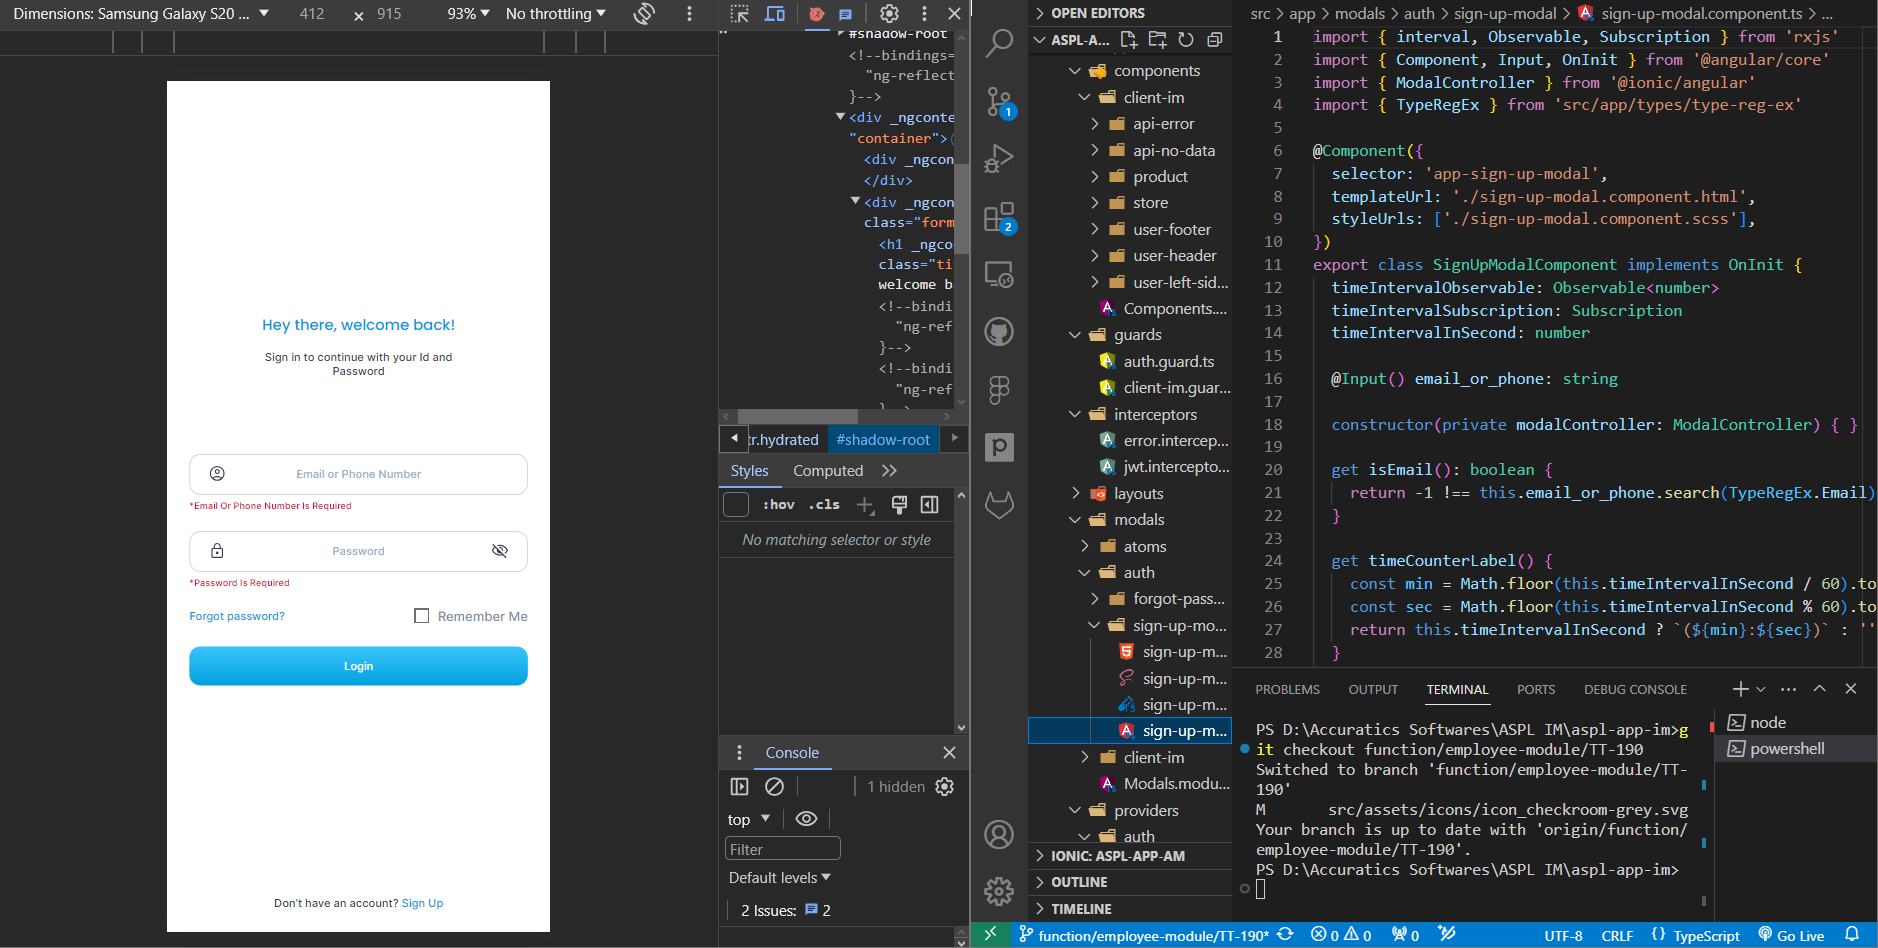 Dimensions: Samsung Galaxy S20 ...
412
×
915
93%
No throttling
Hey there, welcome back!
Sign in to continue with your Id and
Password
Email or Phone Number
*Email Or Phone Number Is Required
Password
*Password Is Required
Forgot password?
Remember Me
Login
Don't have an account? Sign Up
#shadow-root
<!--bindings=
"ng-reflect
}-->
<div _ngconte
"container">
<div _ngcon
</div>
<div _ngcon
class="form
<h1 _ngco
class="ti
welcome b
<!--bindi
"ng-ref
}-->
<!--bindi
"ng-ref
}-->
tr.hydrated
#shadow-root
Styles
Computed
:hov
.cls
No matching selector or style
Console
1 hidden
top
Filter
Default levels
2 Issues:
2
1
2
OPEN EDITORS
ASPL-A...
components
client-im
api-error
api-no-data
product
store
user-footer
user-header
user-left-sid...
Components....
guards
auth.guard.ts
client-im.guar...
interceptors
error.intercep...
jwt.intercepto...
layouts
modals
atoms
auth
forgot-pass...
sign-up-mo...
sign-up-m...
sign-up-m...
sign-up-m...
sign-up-m...
client-im
Modals.modu...
providers
auth
IONIC: ASPL-APP-AM
OUTLINE
TIMELINE
src > app > modals > auth > sign-up-modal > sign-up-modal.component.ts > ...
1 import { interval, Observable, Subscription } from 'rxjs'
2 import { Component, Input, OnInit } from '@angular/core'
3 import { ModalController } from '@ionic/angular'
4 import { TypeRegEx } from 'src/app/types/type-reg-ex'
5
6 @Component({
7 selector: 'app-sign-up-modal',
8 templateUrl: './sign-up-modal.component.html',
9 styleUrls: ['./sign-up-modal.component.scss'],
10 })
11 export class SignUpModalComponent implements OnInit {
12 timeIntervalObservable: Observable<number>
13 timeIntervalSubscription: Subscription
14 timeIntervalInSecond: number
15
16 @Input() email_or_phone: string
17
18 constructor(private modalController: ModalController) { }
19
20 get isEmail(): boolean {
21 return -1 !== this.email_or_phone.search(TypeRegEx.Email)
22 }
23
24 get timeCounterLabel() {
25 const min = Math.floor(this.timeIntervalInSecond / 60).to
26 const sec = Math.floor(this.timeIntervalInSecond % 60).to
27 return this.timeIntervalInSecond ? `(${min}:${sec})` : ''
28 }
PROBLEMS
OUTPUT
TERMINAL
PORTS
DEBUG CONSOLE
PS D:\Accuratics Softwares\ASPL IM\aspl-app-im>g
it checkout function/employee-module/TT-190
Switched to branch 'function/employee-module/TT-
190'
M src/assets/icons/icon_checkroom-grey.svg
Your branch is up to date with 'origin/function/
employee-module/TT-190'.
PS D:\Accuratics Softwares\ASPL IM\aspl-app-im>
node
powershell
function/employee-module/TT-190*
0
0
0
UTF-8
CRLF
{ } TypeScript
Go Live